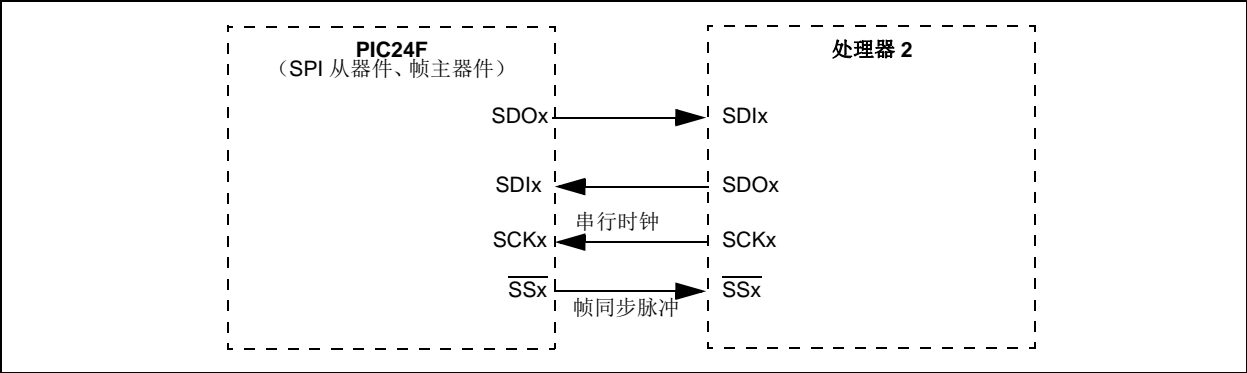 PIC24F
（SPI 从器件、帧主器件）
处理器 2
SDOx
SDIx
SDIx
SDOx
串行时钟
SCKx
SCKx
SSx
SSx
帧同步脉冲